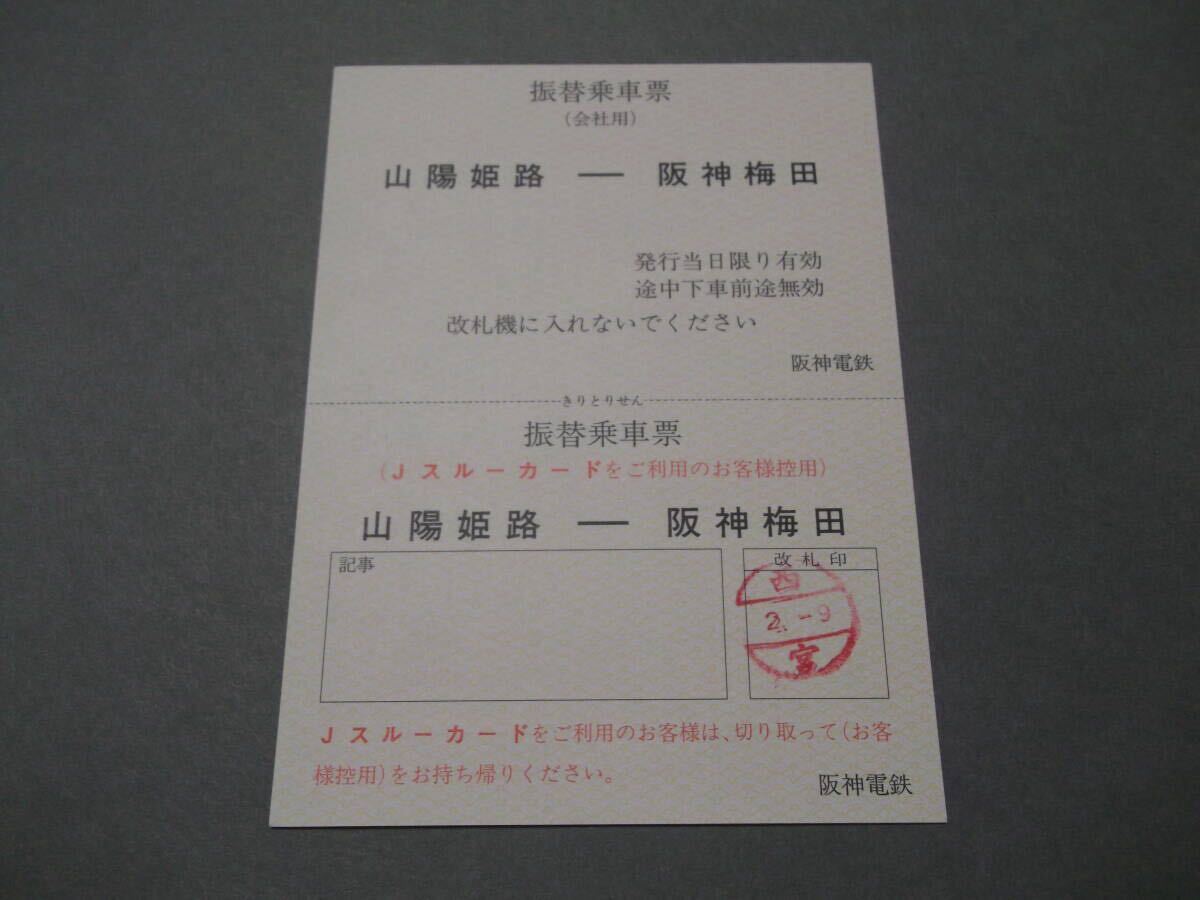 振替乗車票
（会社用）
山陽姫路 ― 阪神梅田
発行当日限り有効
途中下車前途無効
改札機に入れないでください
阪神電鉄
きりとりせん
振替乗車票
（Ｊスルーカードをご利用のお客様控用）
山陽姫路 ― 阪神梅田
記事
改札印
西
2.-9
宮
Ｊスルーカードをご利用のお客様は、切り取って（お客
様控用）をお持ち帰りください。
阪神電鉄